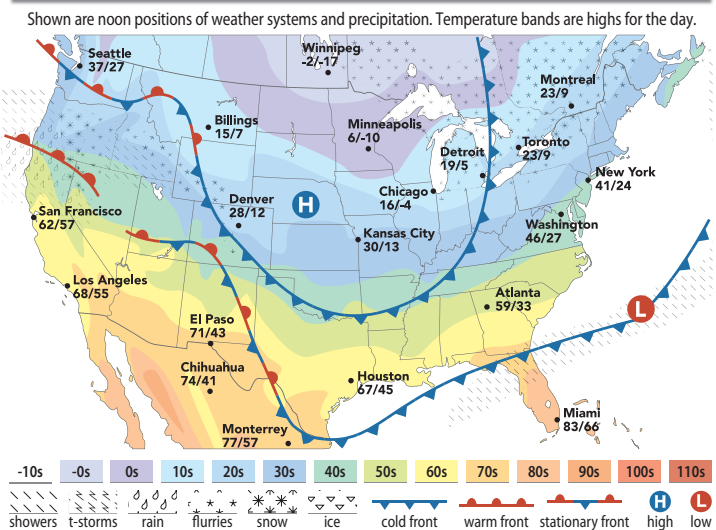 Shown are noon positions of weather systems and precipitation. Temperature bands are highs for the day.
Seattle
37/27
Winnipeg
-2/-17
Montreal
23/9
Billings
15/7
Minneapolis
6/-10
Detroit
19/5
Toronto
23/9
New York
41/24
Chicago
16/-4
Denver
28/12
H
San Francisco
62/57
Kansas City
30/13
Washington
46/27
Los Angeles
68/55
Atlanta
59/33
L
El Paso
71/43
Chihuahua
74/41
Houston
67/45
Miami
83/66
Monterrey
77/57
-10s -0s 0s 10s 20s 30s 40s 50s 60s 70s 80s 90s 100s 110s
H L
showers t-storms rain flurries snow ice cold front warm front stationary front high low